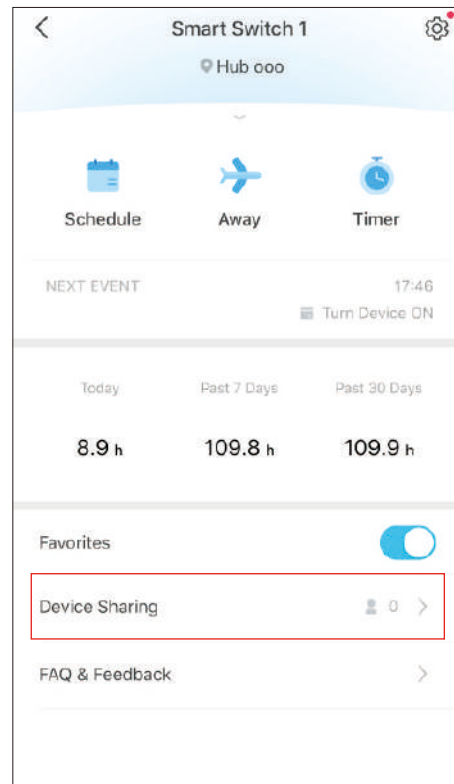 Smart Switch 1
Hub ooo
Schedule Away Timer
NEXT EVENT 17:46
Turn Device ON
Today Past 7 Days Past 30 Days
8.9 h 109.8 h 109.9 h
Favorites
Device Sharing 0
FAQ & Feedback